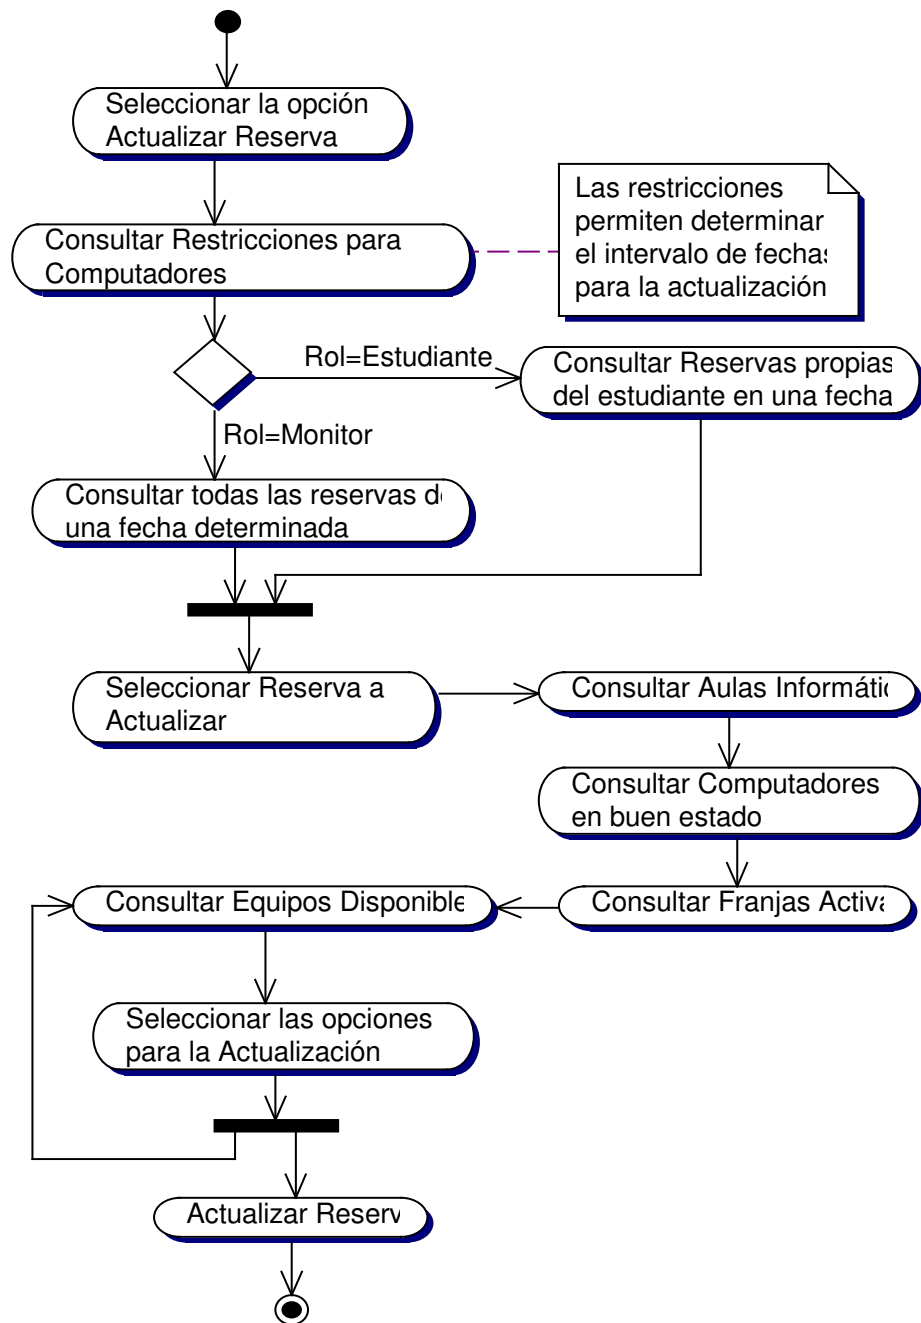 Seleccionar la opción
Actualizar Reserva
Las restricciones
permiten determinar
el intervalo de fechas
para la actualización
Consultar Restricciones para
Computadores
Rol=Estudiante
Consultar Reservas propias
del estudiante en una fecha
Rol=Monitor
Consultar todas las reservas d
una fecha determinada
Seleccionar Reserva a
Actualizar
Consultar Aulas Informátic
Consultar Computadores
en buen estado
Consultar Equipos Disponible
Consultar Franjas Activa
Seleccionar las opciones
para la Actualización
Actualizar Reserv